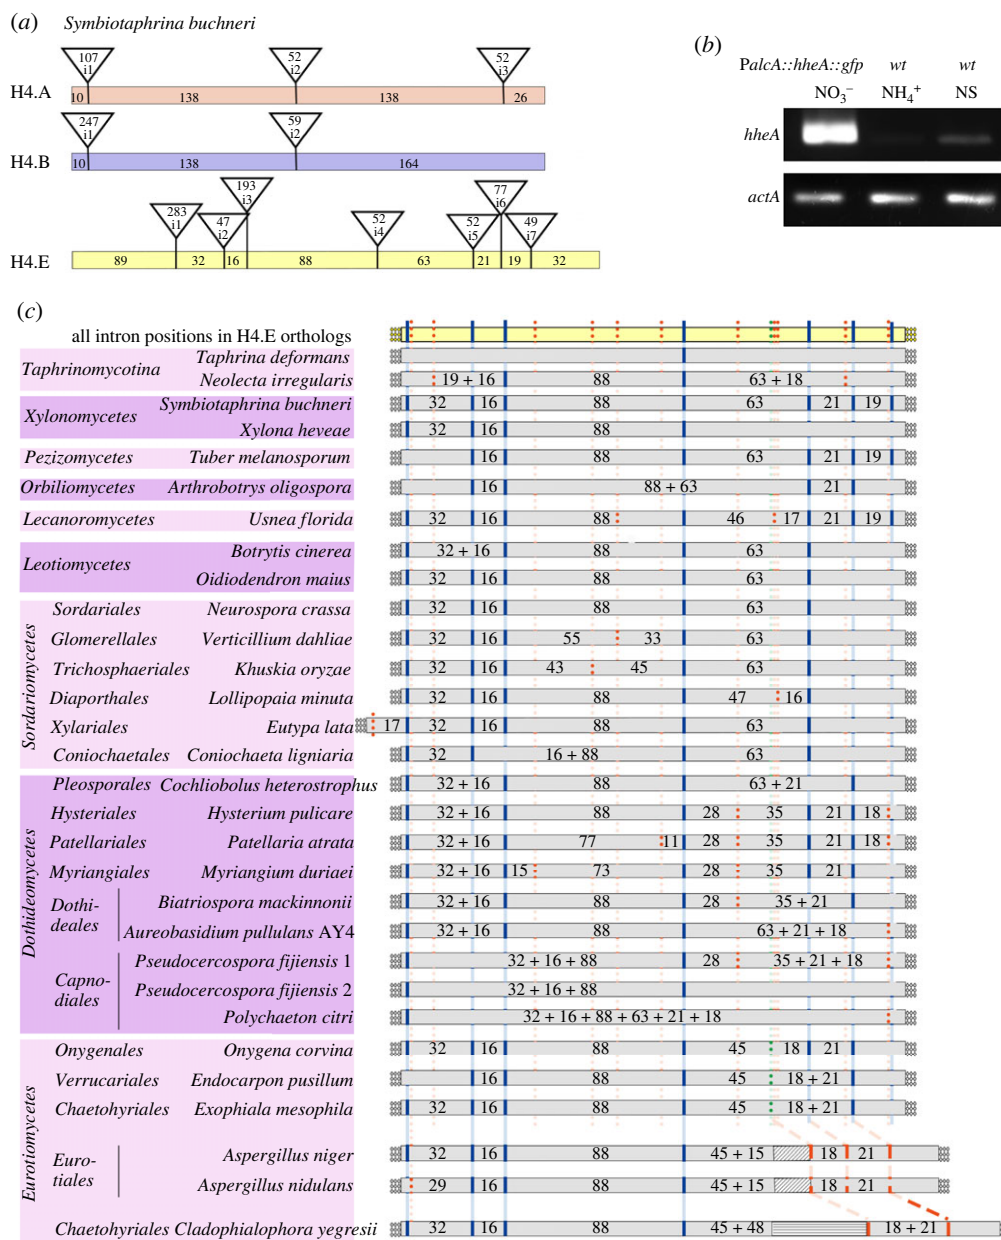 (a) Symbiotaphrina buchneri
107 52 52
i1 i2 i3
H4.A 10 138 138 26
247 59
i1 i2
H4.B 10 138 164
283 47 193 52 52 77 49
i1 i2 i3 i4 i5 i6 i7
H4.E 89 32 16 88 63 21 19 32
(b)
PalcA::hheA::gfp wt wt
NO₃⁻ NH₄⁺ NS
hheA
actA
(c)
all intron positions in H4.E orthologs
Taphrinomycotina
Taphrina deformans
Neolecta irregularis 19 + 16 88 63 + 18
Xylonomycetes
Symbiotaphrina buchneri 32 16 88 63 21 19
Xylona heveae 32 16 88
Pezizomycetes Tuber melanosporum 16 88 63 21 19
Orbiliomycetes Arthrobotrys oligospora 16 88 + 63 21
Lecanoromycetes Usnea florida 32 16 88 46 17 21 19
Leotiomycetes
Botrytis cinerea 32 + 16 88 63
Oidiodendron maius 32 16 88 63
Sordariomycetes
Sordariales Neurospora crassa 32 16 88 63
Glomerellales Verticillium dahliae 32 16 55 33 63
Trichosphaeriales Khuskia oryzae 32 16 43 45 63
Diaporthales Lollipopaia minuta 32 16 88 47 16
Xylariales Eutypa lata 17 32 16 88 63
Coniochaetales Coniochaeta ligniaria 32 16 + 88 63
Dothideomycetes
Pleosporales Cochliobolus heterostrophus 32 + 16 88 63 + 21
Hysteriales Hysterium pulicare 32 + 16 88 28 35 21 18
Patellariales Patellaria atrata 32 + 16 77 11 28 35 21 18
Myriangiales Myriangium duriaei 32 + 16 15 73 28 35 21
Dothi-
deales
Biatriospora mackinnonii 32 + 16 88 28 35 + 21
Aureobasidium pullulans AY4 32 + 16 88 63 + 21 + 18
Capno-
diales
Pseudocercospora fijiensis 1 32 + 16 + 88 28 35 + 21 + 18
Pseudocercospora fijiensis 2 32 + 16 + 88
Polychaeton citri 32 + 16 + 88 + 63 + 21 + 18
Eurotiomycetes
Onygenales Onygena corvina 32 16 88 45 18 21
Verrucariales Endocarpon pusillum 16 88 45 18 + 21
Chaetohyriales Exophiala mesophila 32 16 88 45 18 + 21
Euro-
tiales
Aspergillus niger 32 16 88 45 + 15 18 21
Aspergillus nidulans 29 16 88 45 + 15 18 21
Chaetohyriales Cladophialophora yegresii 32 16 88 45 + 48 18 + 21